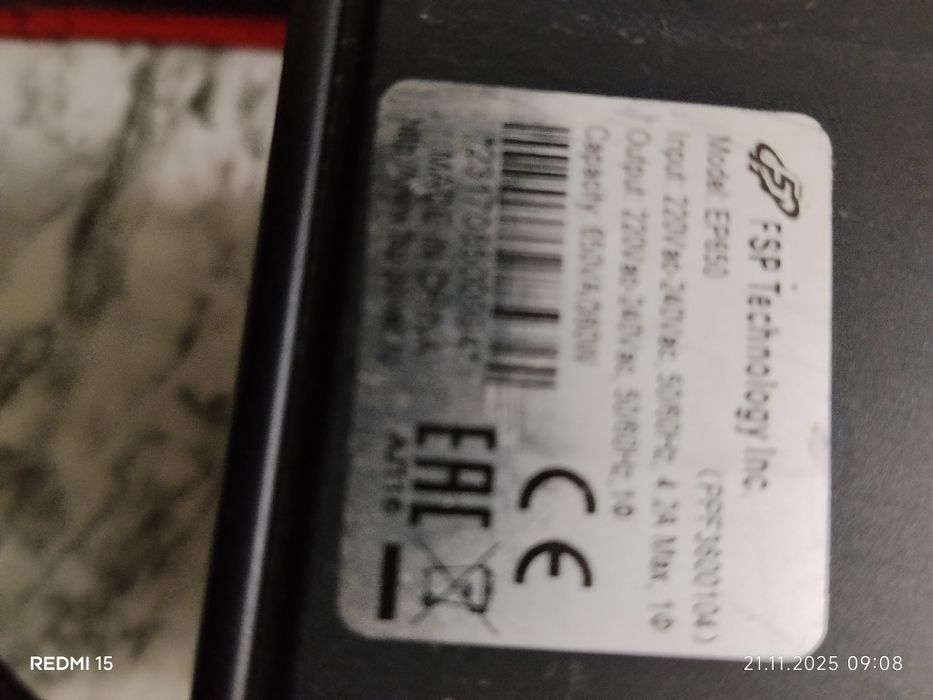 FSP Technology Inc.
Model: EP650 (PPF3600104)
Input: 220Vac-240Vac, 50/60Hz, 4.2A Max, 1Φ
Output: 220Vac-240Vac, 50/60Hz, 1Φ
Capacity: 650VA/360W
MADE IN CHINA
EAC
CE
REDMI 15
21.11.2025 09:08